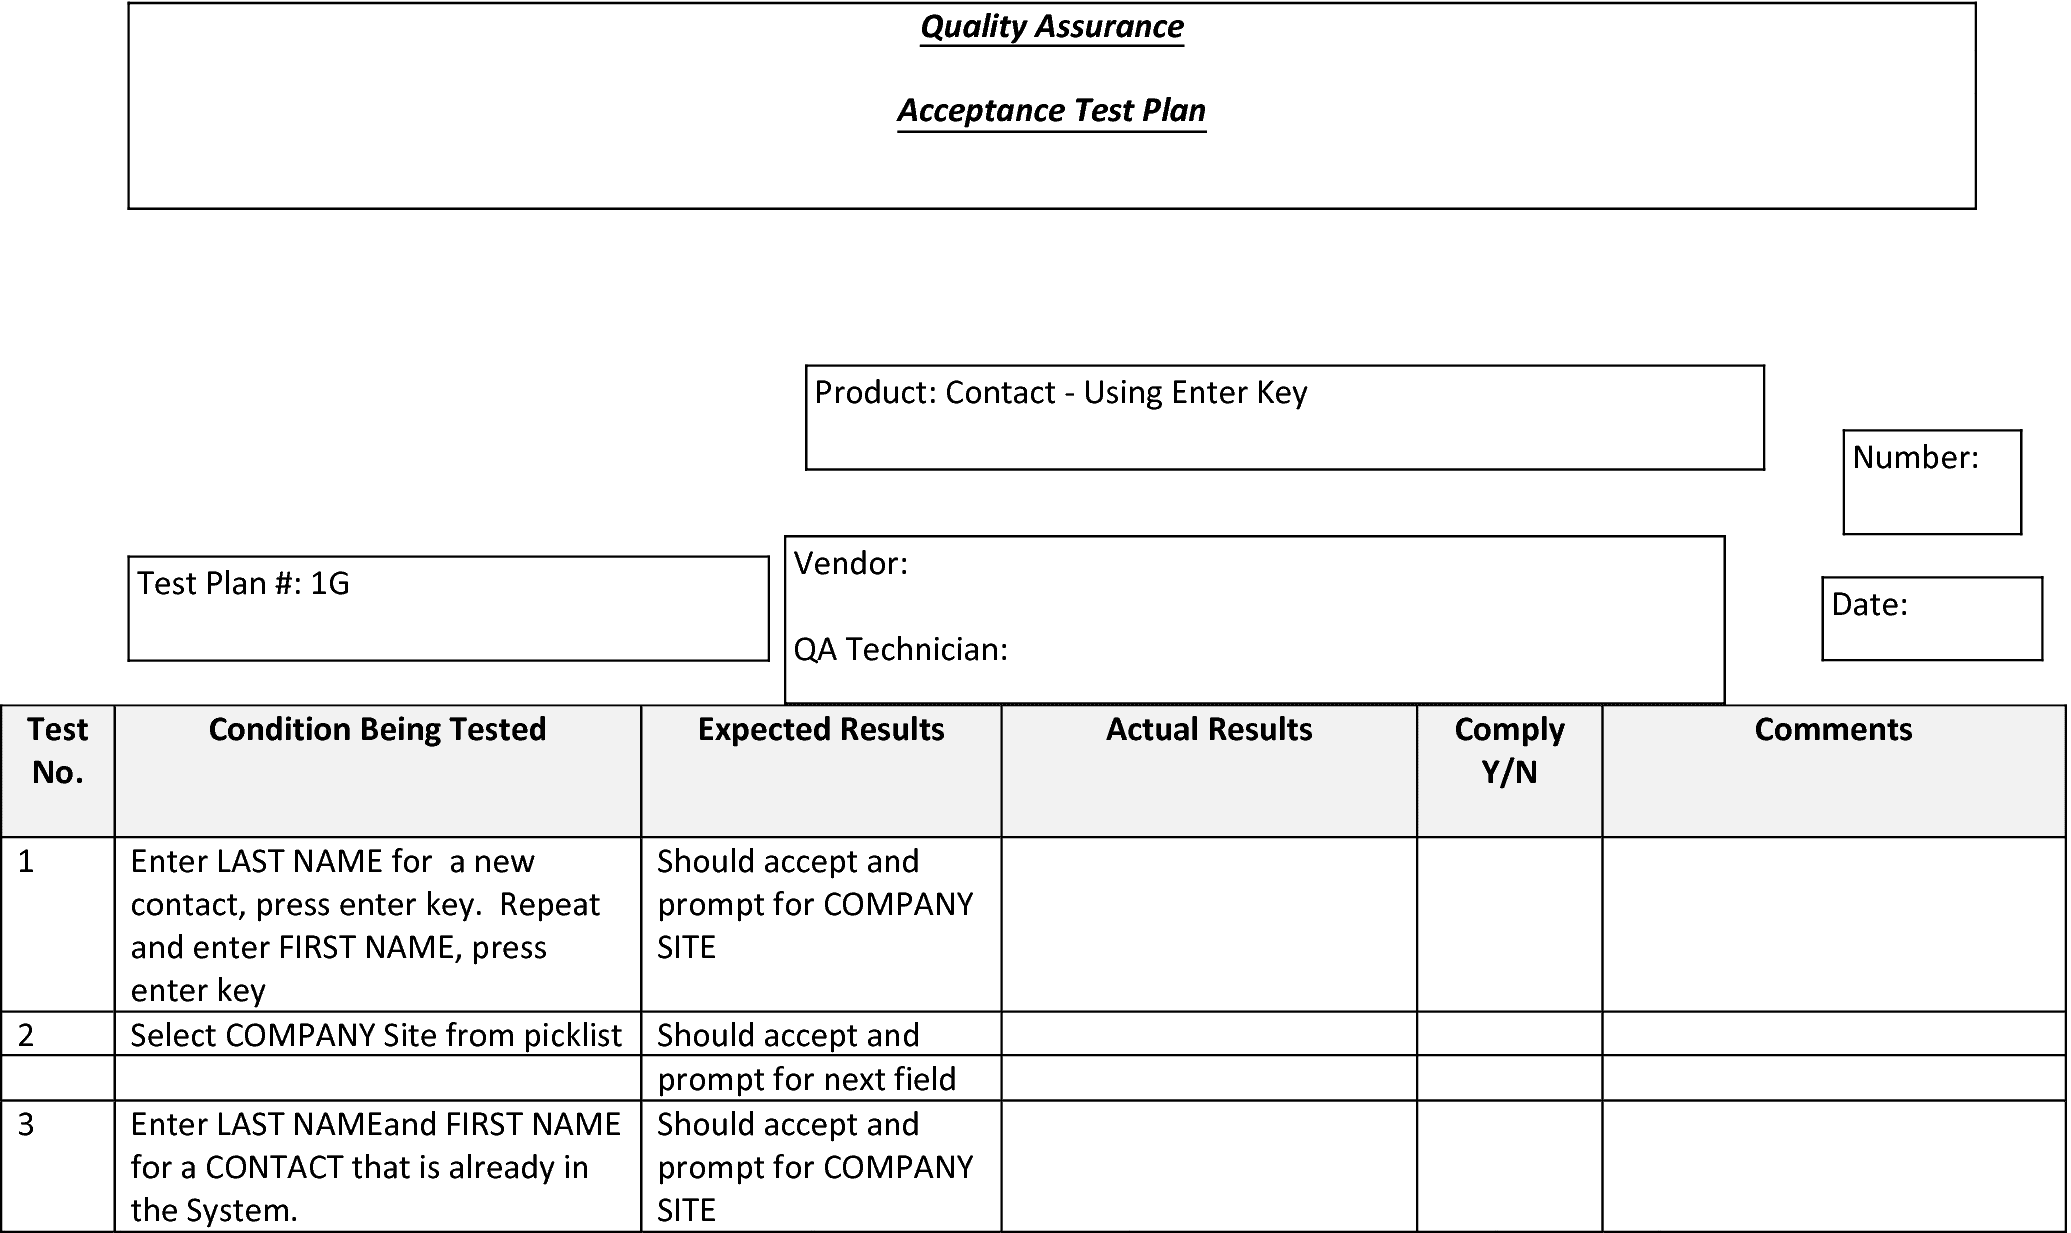 Quality Assurance
Acceptance Test Plan
Product: Contact - Using Enter Key
Number:
Test Plan #: 1G
Vendor:
QA Technician:
Date:
Test
No.
Condition Being Tested
Expected Results
Actual Results
Comply
Y/N
Comments
1
Enter LAST NAME for  a new
contact, press enter key.  Repeat
and enter FIRST NAME, press
enter key
Should accept and
prompt for COMPANY
SITE
2
Select COMPANY Site from picklist
Should accept and
prompt for next field
3
Enter LAST NAMEand FIRST NAME
for a CONTACT that is already in
the System.
Should accept and
prompt for COMPANY
SITE